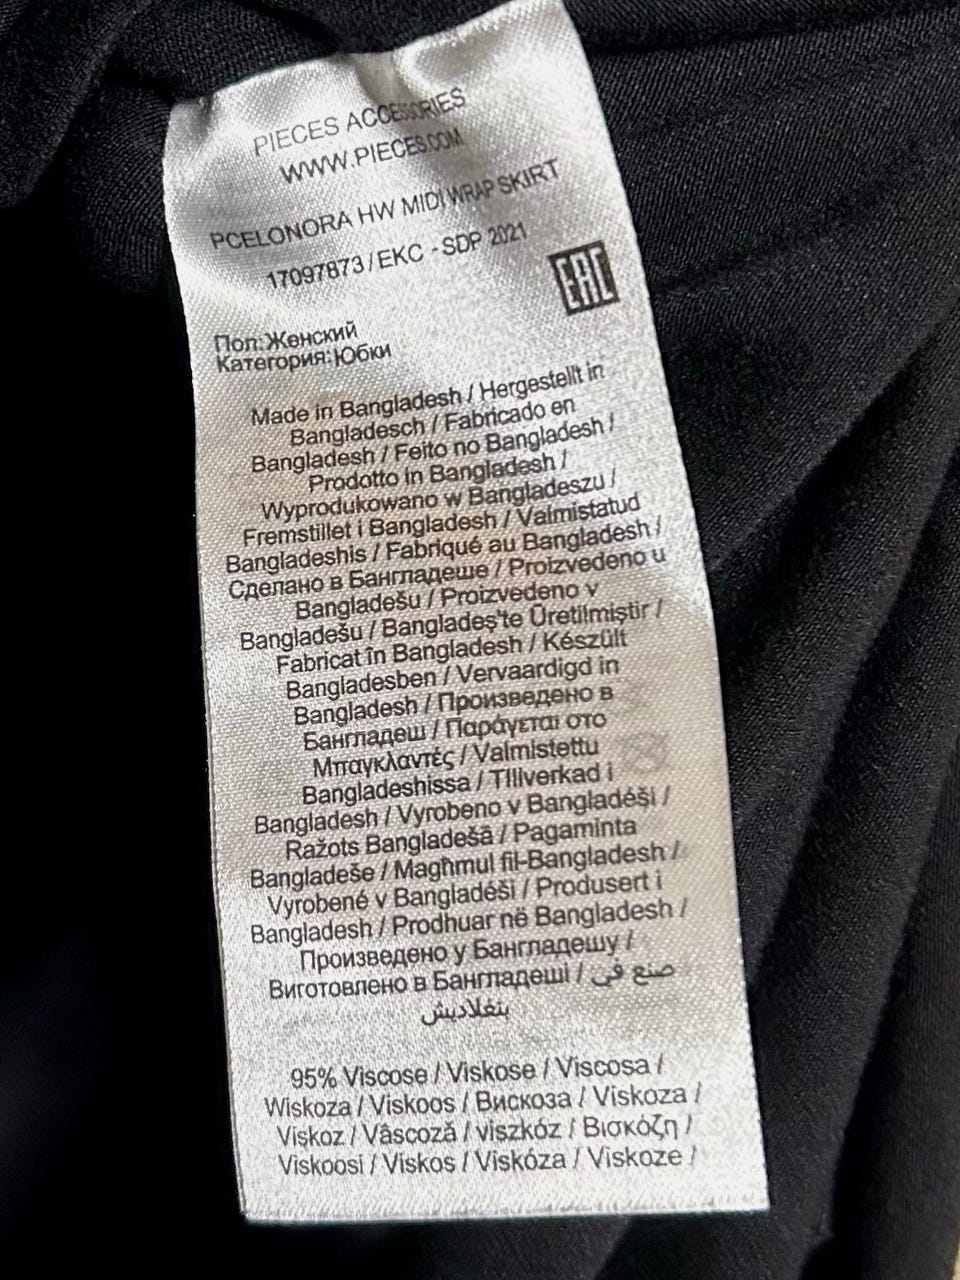 PIECES ACCESSORIES
WWW.PIECES.COM
PCELONORA HW MIDI WRAP SKIRT
17097873 / EKC - SDP 2021
EAC
Пол:Женский
Категория:Юбки
Made in Bangladesh / Hergestellt in
Bangladesch / Fabricado en
Bangladesh / Feito no Bangladesh /
Prodotto in Bangladesh /
Wyprodukowano w Bangladeszu /
Fremstillet i Bangladesh / Valmistatud
Bangladeshis / Fabriqué au Bangladesh /
Сделано в Бангладеше / Proizvedeno u
Bangladešu / Proizvedeno v
Bangladešu / Bangladeş'te Üretilmiştir /
Fabricat în Bangladesh / Készült
Bangladesben / Vervaardigd in
Bangladesh / Произведено в
Бангладеш / Παράγεται στο
Μπαγκλαντές / Valmistettu
Bangladeshissa / Tillverkad i
Bangladesh / Vyrobeno v Bangladéši /
Ražots Bangladešā / Pagaminta
Bangladeše / Magħmul fil-Bangladesh /
Vyrobené v Bangladéši / Produsert i
Bangladesh / Prodhuar në Bangladesh /
Произведено у Бангладешу /
Виготовлено в Бангладеші / صنع في
بنغلاديش
95% Viscose / Viskose / Viscosa /
Wiskoza / Viskoos / Вискоза / Viskoza /
Viskoz / Vâscoză / viszkóz / Βισκόζη /
Viskoosi / Viskos / Viskóza / Viskoze /